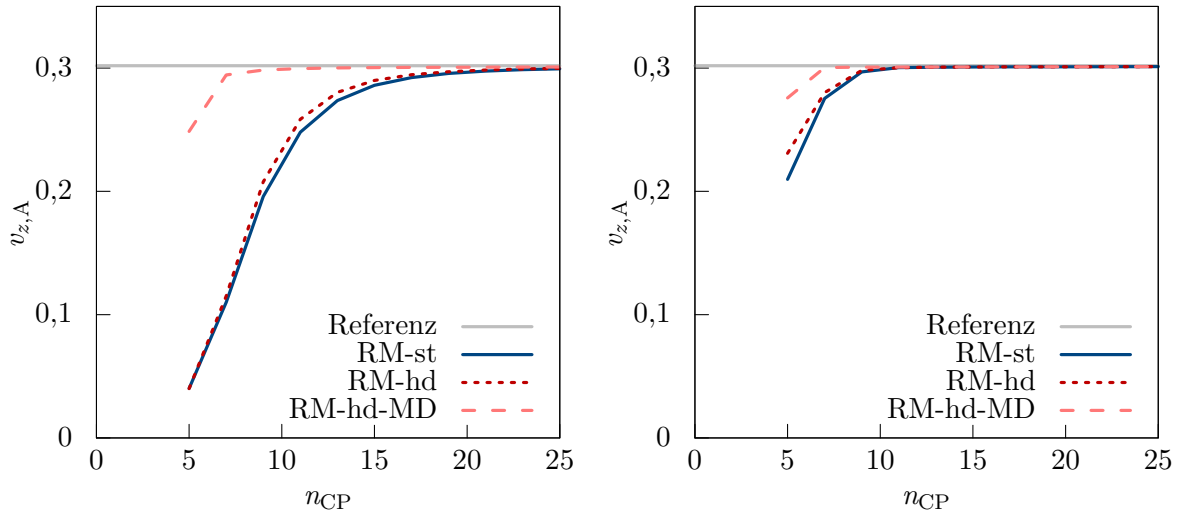 0,3
0,2
0,1
0
v_{z,A}
Referenz
RM-st
RM-hd
RM-hd-MD
0 5 10 15 20 25
n_{CP}
0,3
0,2
0,1
0
v_{z,A}
Referenz
RM-st
RM-hd
RM-hd-MD
0 5 10 15 20 25
n_{CP}